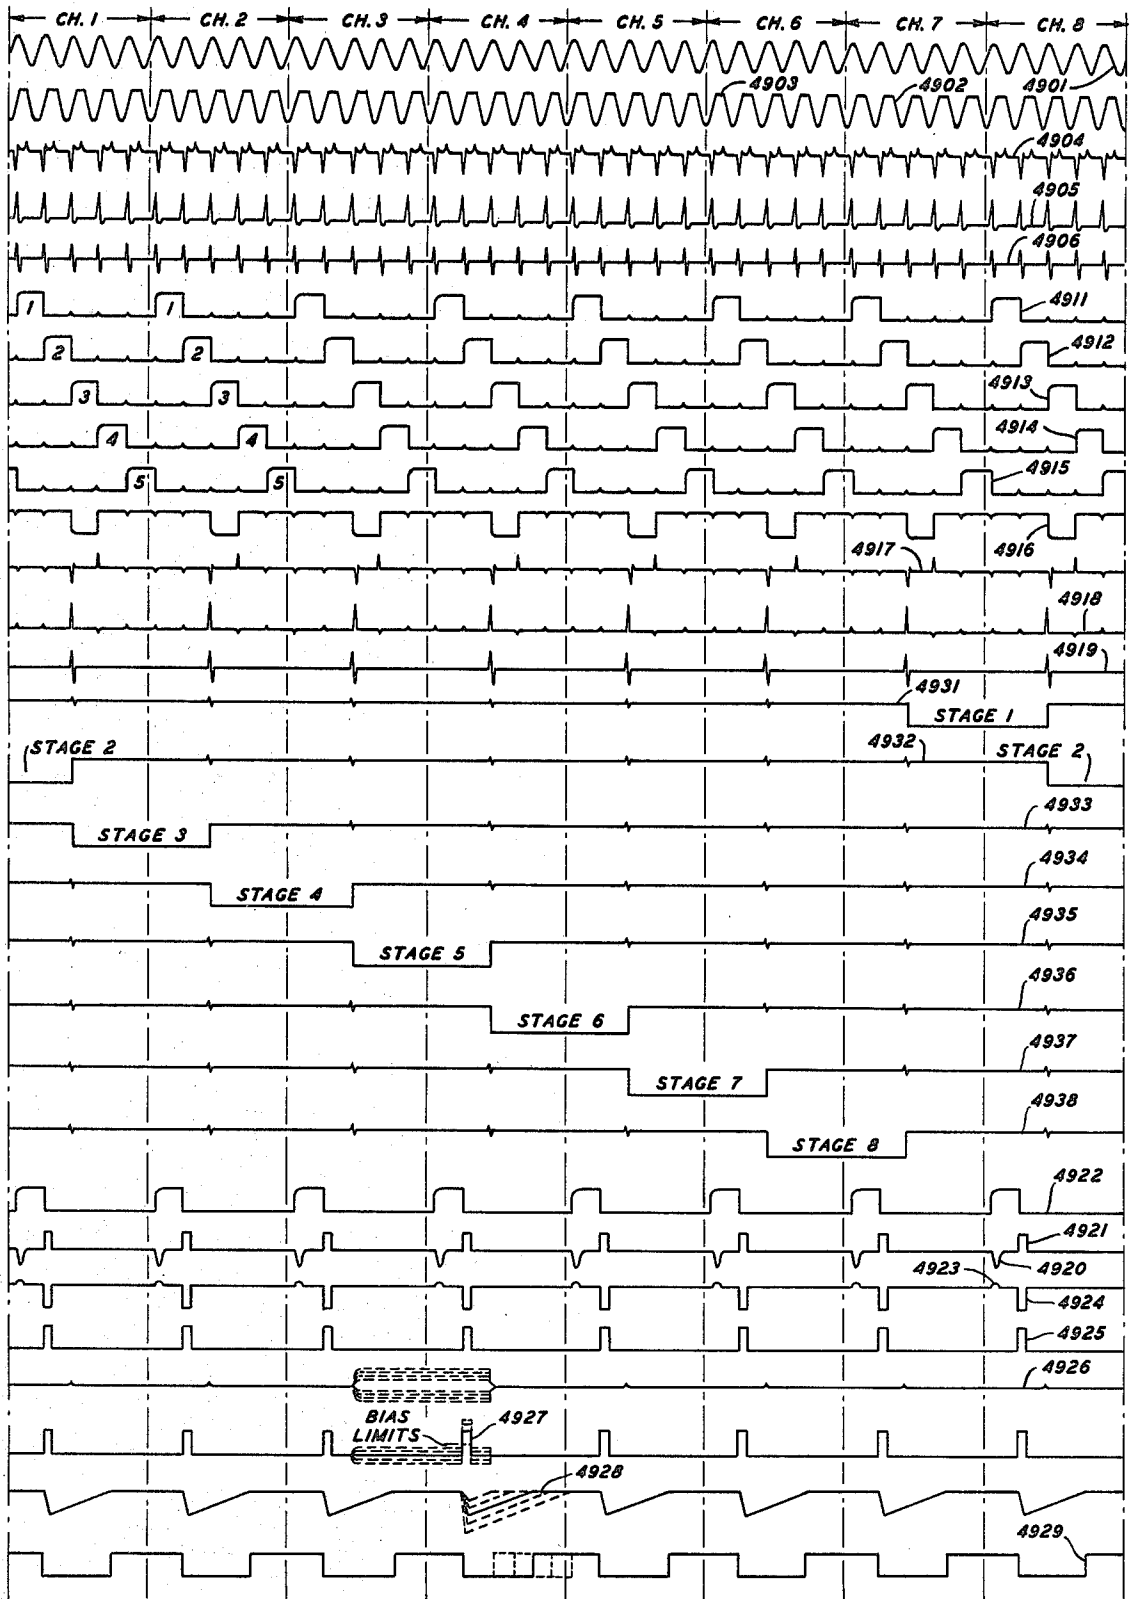 CH. 1 CH. 2 CH. 3 CH. 4 CH. 5 CH. 6 CH. 7 CH. 8
4901
4903 4902
4904
4905
4906
1 1 4911
2 2 4912
3 3 4913
4 4 4914
5 5 4915
4916
4917
4918
4919
4931
STAGE 1
STAGE 2 4932 STAGE 2
4933
STAGE 3
4934
STAGE 4
4935
STAGE 5
4936
STAGE 6
4937
STAGE 7
4938
STAGE 8
4922
4921
4923 4920
4924
4925
4926
BIAS 4927
LIMITS
4928
4929